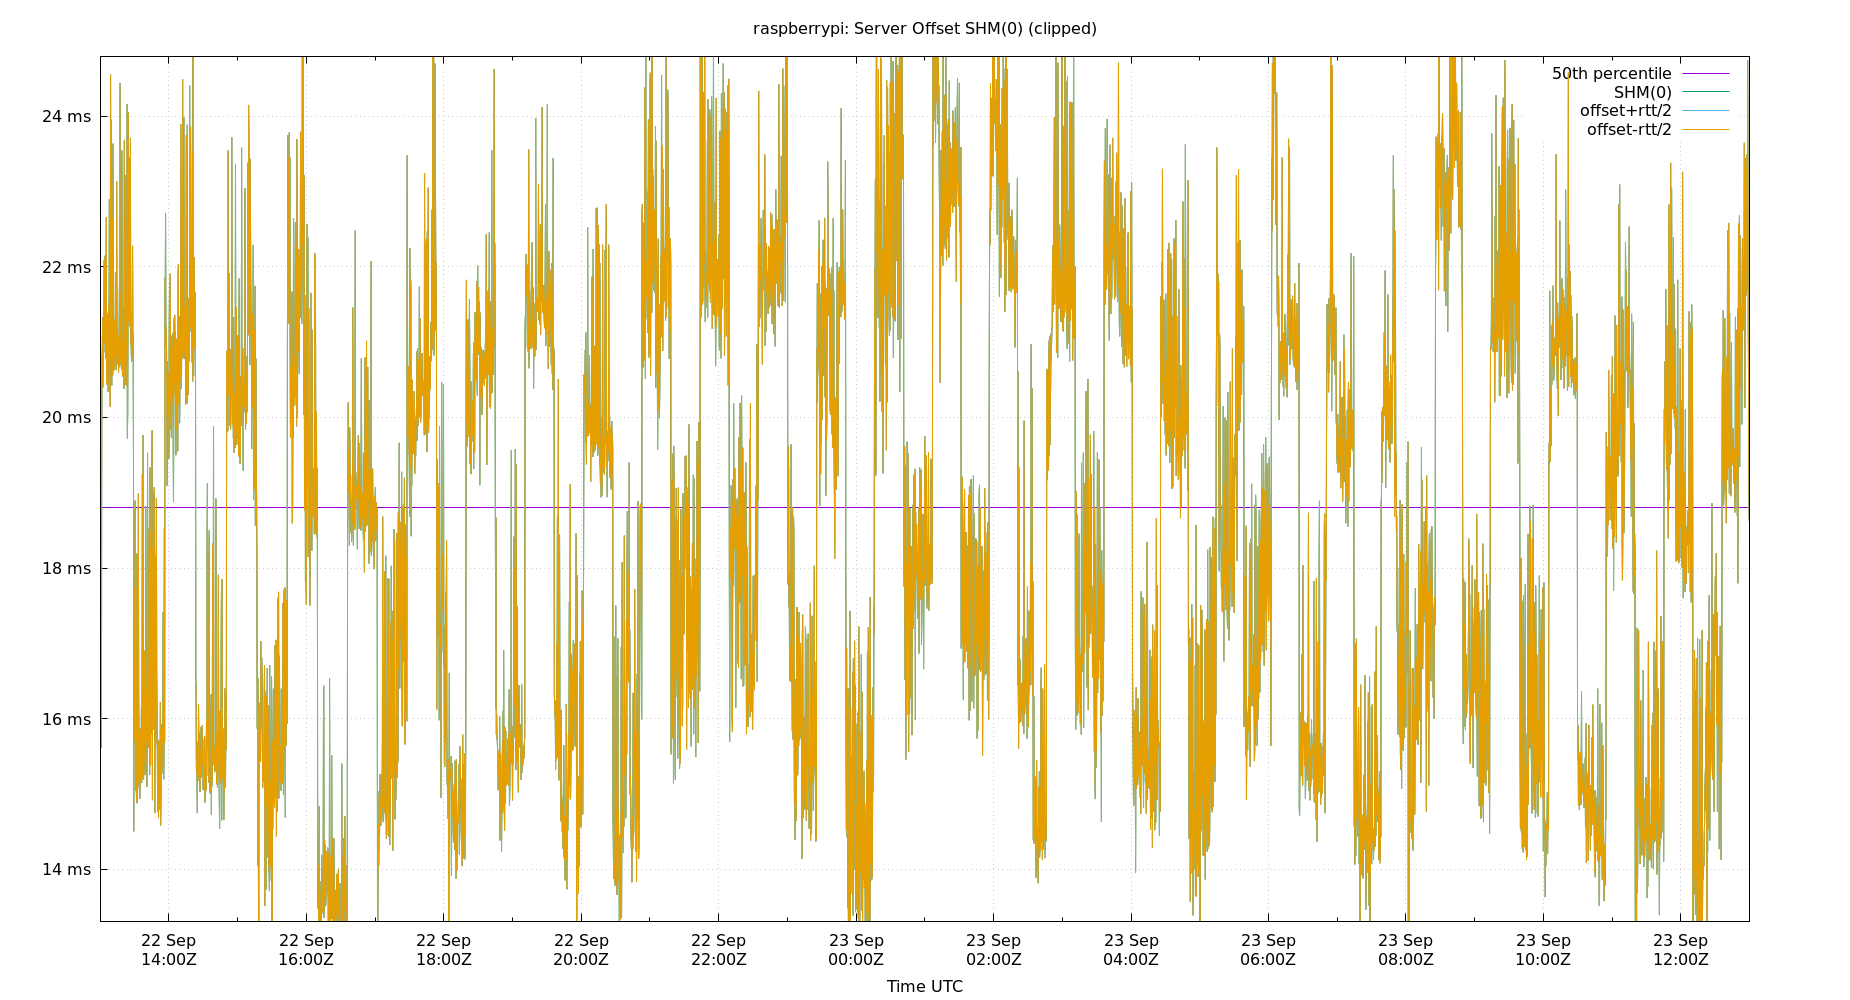 raspberrypi: Server Offset SHM(0) (clipped)
50th percentile
SHM(0)
offset+rtt/2
offset-rtt/2
24 ms
22 ms
20 ms
18 ms
16 ms
14 ms
22 Sep 22 Sep 22 Sep 22 Sep 22 Sep 23 Sep 23 Sep 23 Sep 23 Sep 23 Sep 23 Sep 23 Sep
14:00Z 16:00Z 18:00Z 20:00Z 22:00Z 00:00Z 02:00Z 04:00Z 06:00Z 08:00Z 10:00Z 12:00Z
Time UTC